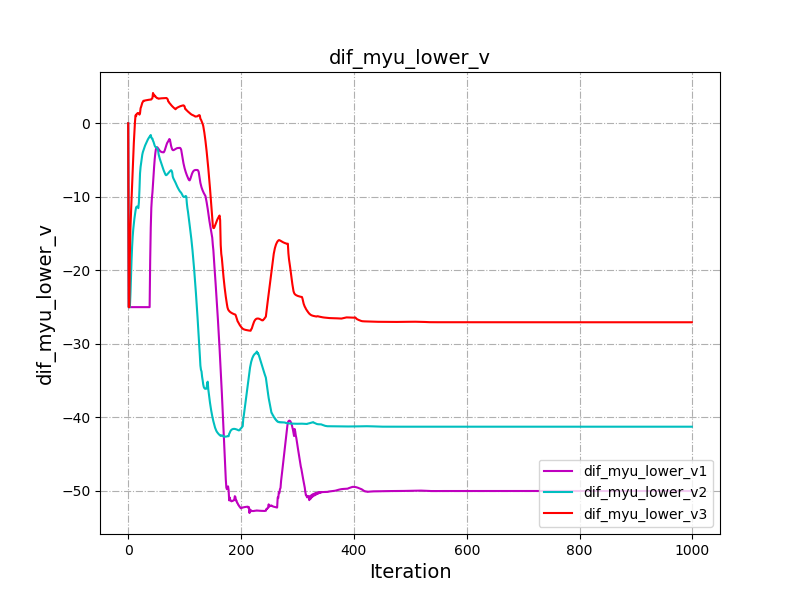 dif_myu_lower_v
dif_myu_lower_v
0
−10
−20
−30
−40
−50
0
200
400
600
800
1000
Iteration
dif_myu_lower_v1
dif_myu_lower_v2
dif_myu_lower_v3